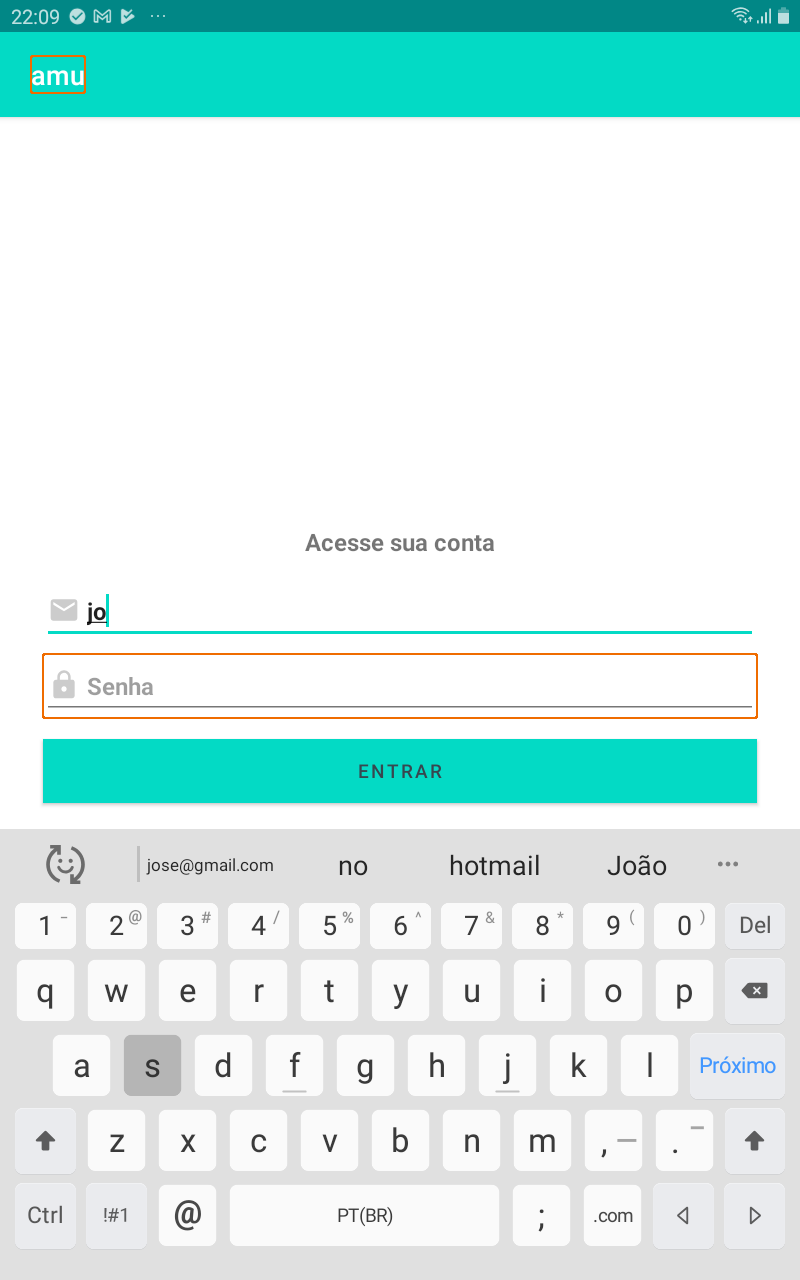 22:09
amu
Acesse sua conta
jo
Senha
ENTRAR
jose@gmail.com no hotmail João
1 – 2 @ 3 # 4 / 5 % 6 ^ 7 & 8 * 9 ( 0 ) Del
q w e r t y u i o p
a s d f g h j k l Próximo
z x c v b n m , — . –
Ctrl !#1 @ PT(BR) ; .com